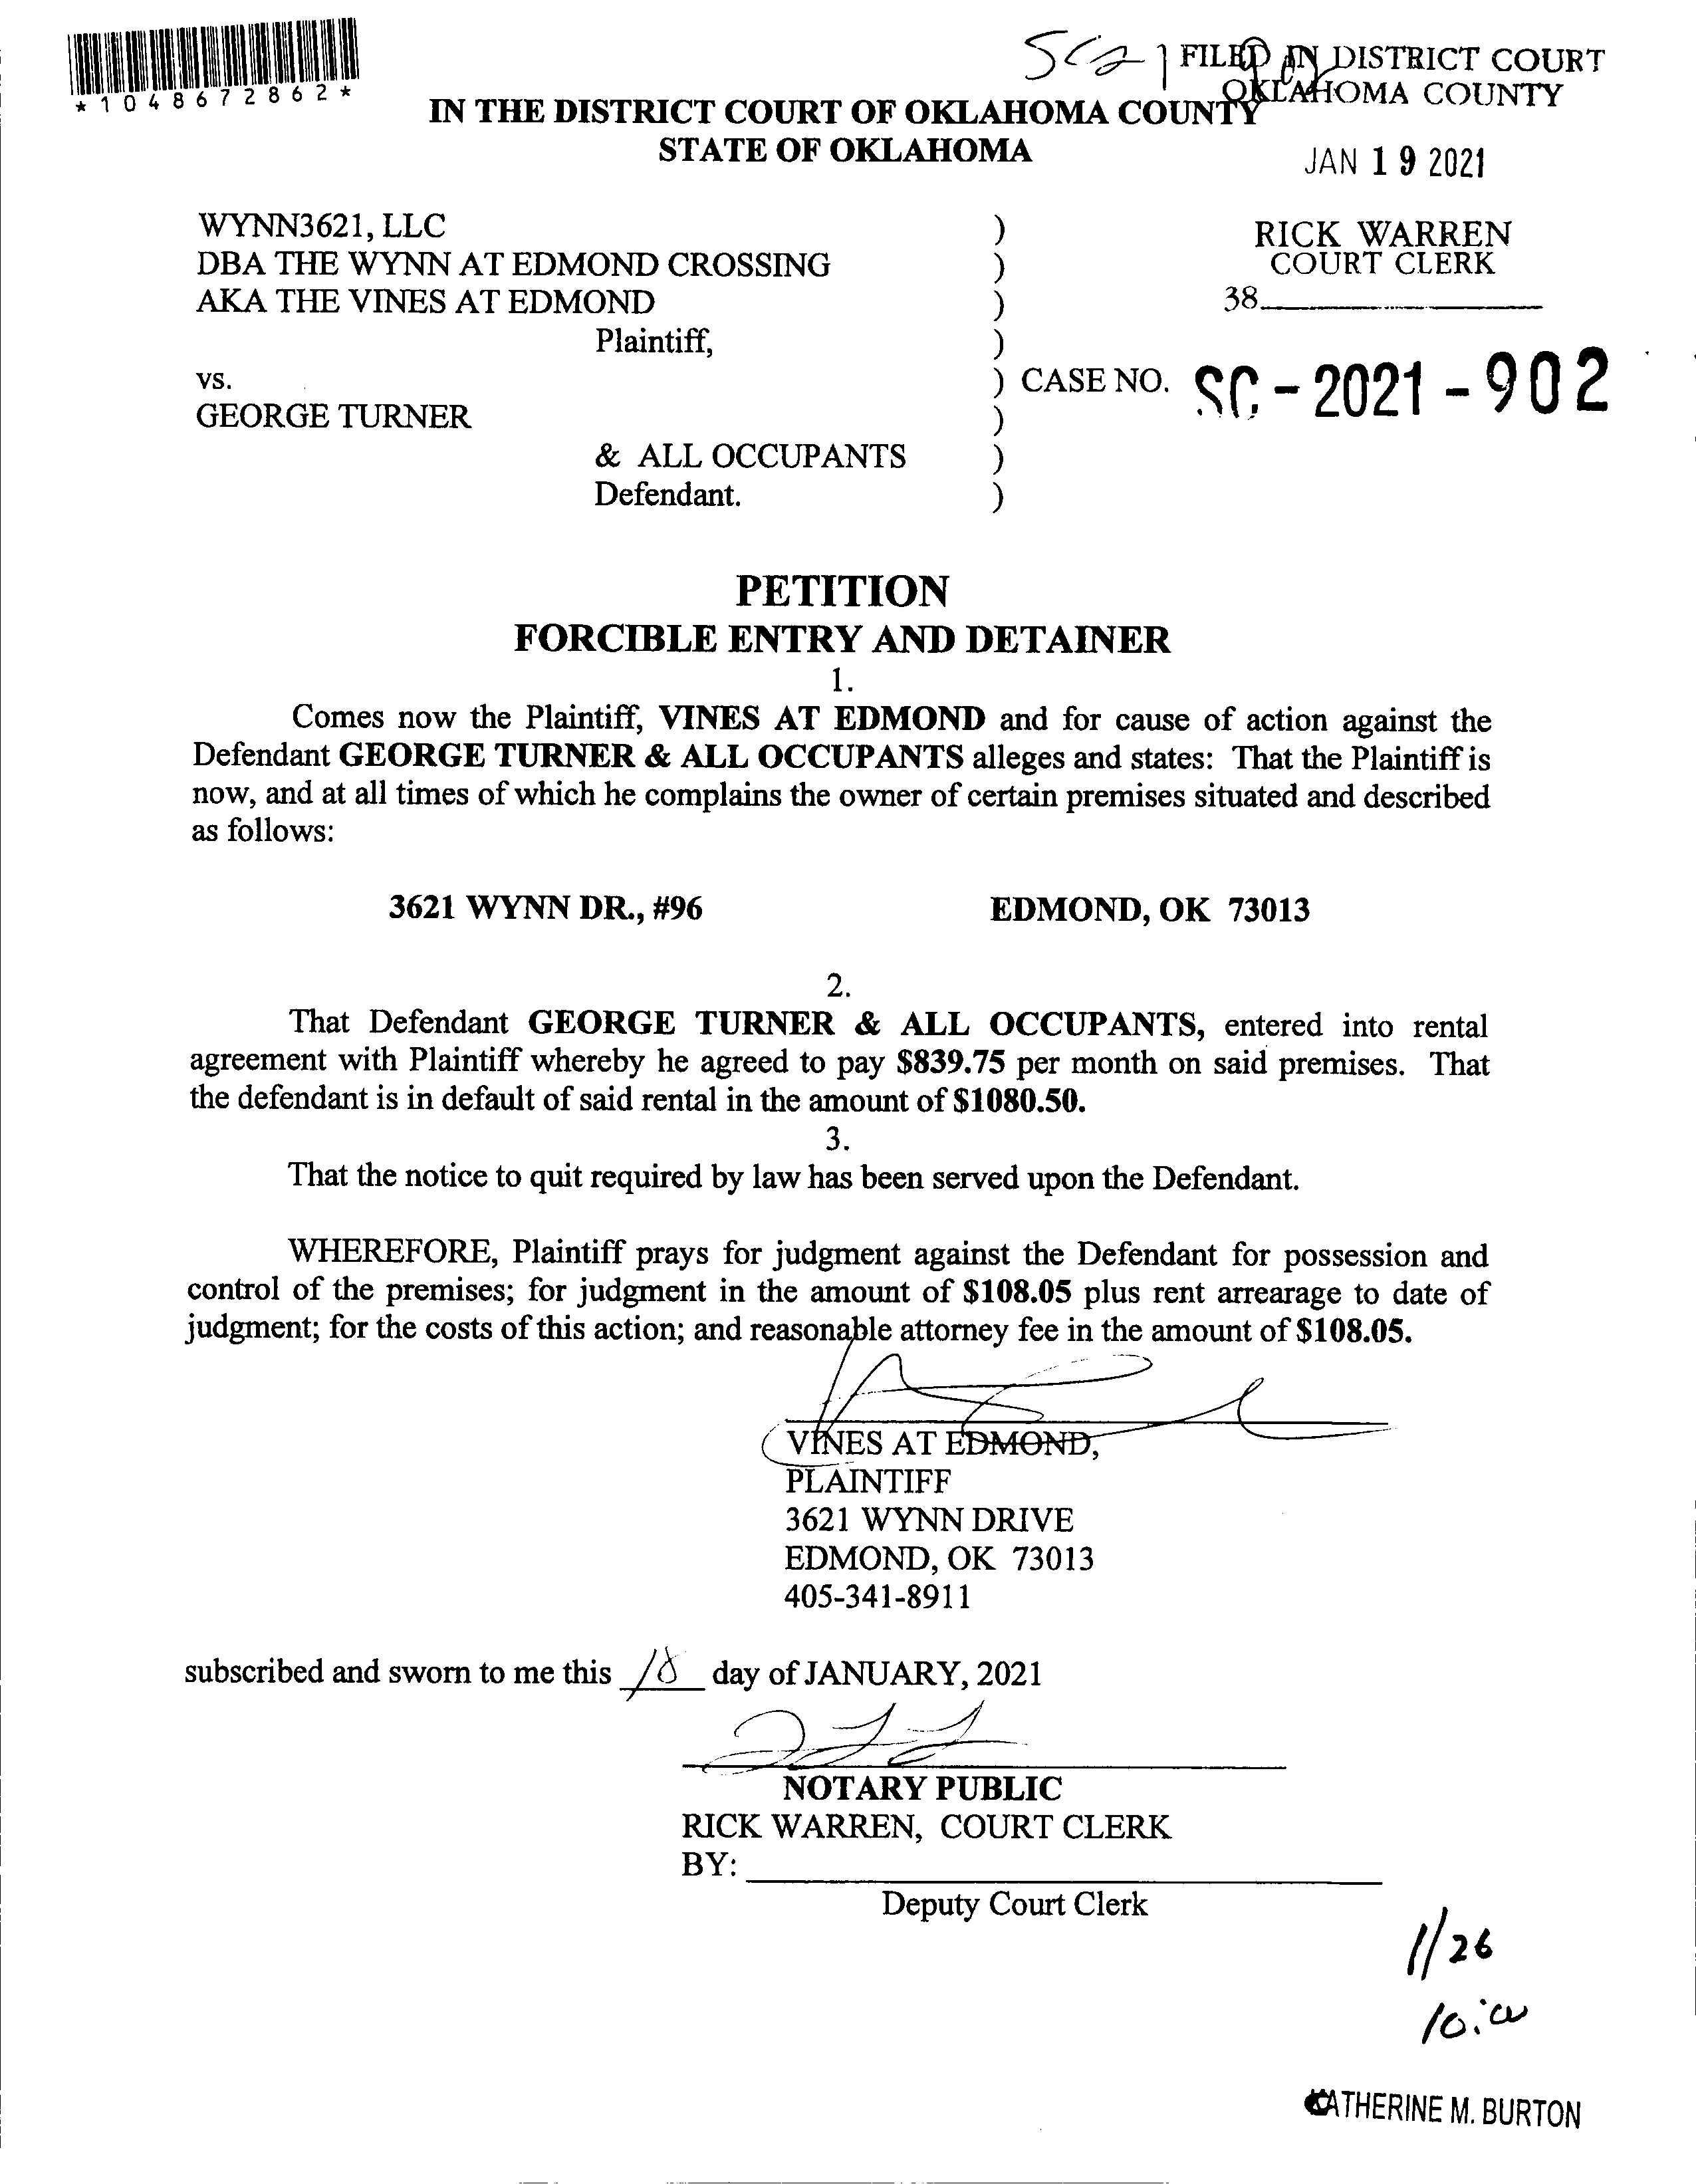 *1048672862*
SC21 902
FILED IN DISTRICT COURT
OKLAHOMA COUNTY
IN THE DISTRICT COURT OF OKLAHOMA COUNTY
STATE OF OKLAHOMA
JAN 19 2021
WYNN3621, LLC )
DBA THE WYNN AT EDMOND CROSSING )
AKA THE VINES AT EDMOND )
Plaintiff, )
RICK WARREN
COURT CLERK
38
vs. ) CASE NO. SC-2021-902
GEORGE TURNER )
& ALL OCCUPANTS )
Defendant. )
PETITION
FORCIBLE ENTRY AND DETAINER
1.
Comes now the Plaintiff, VINES AT EDMOND and for cause of action against the
Defendant GEORGE TURNER & ALL OCCUPANTS alleges and states: That the Plaintiff is
now, and at all times of which he complains the owner of certain premises situated and described
as follows:
3621 WYNN DR., #96 EDMOND, OK 73013
2.
That Defendant GEORGE TURNER & ALL OCCUPANTS, entered into rental
agreement with Plaintiff whereby he agreed to pay $839.75 per month on said premises. That
the defendant is in default of said rental in the amount of $1080.50.
3.
That the notice to quit required by law has been served upon the Defendant.
WHEREFORE, Plaintiff prays for judgment against the Defendant for possession and
control of the premises; for judgment in the amount of $108.05 plus rent arrearage to date of
judgment; for the costs of this action; and reasonable attorney fee in the amount of $108.05.
VINES AT EDMOND,
PLAINTIFF
3621 WYNN DRIVE
EDMOND, OK 73013
405-341-8911
subscribed and sworn to me this 18 day of JANUARY, 2021
NOTARY PUBLIC
RICK WARREN, COURT CLERK
BY:
Deputy Court Clerk
1/26
10:00
KATHERINE M. BURTON